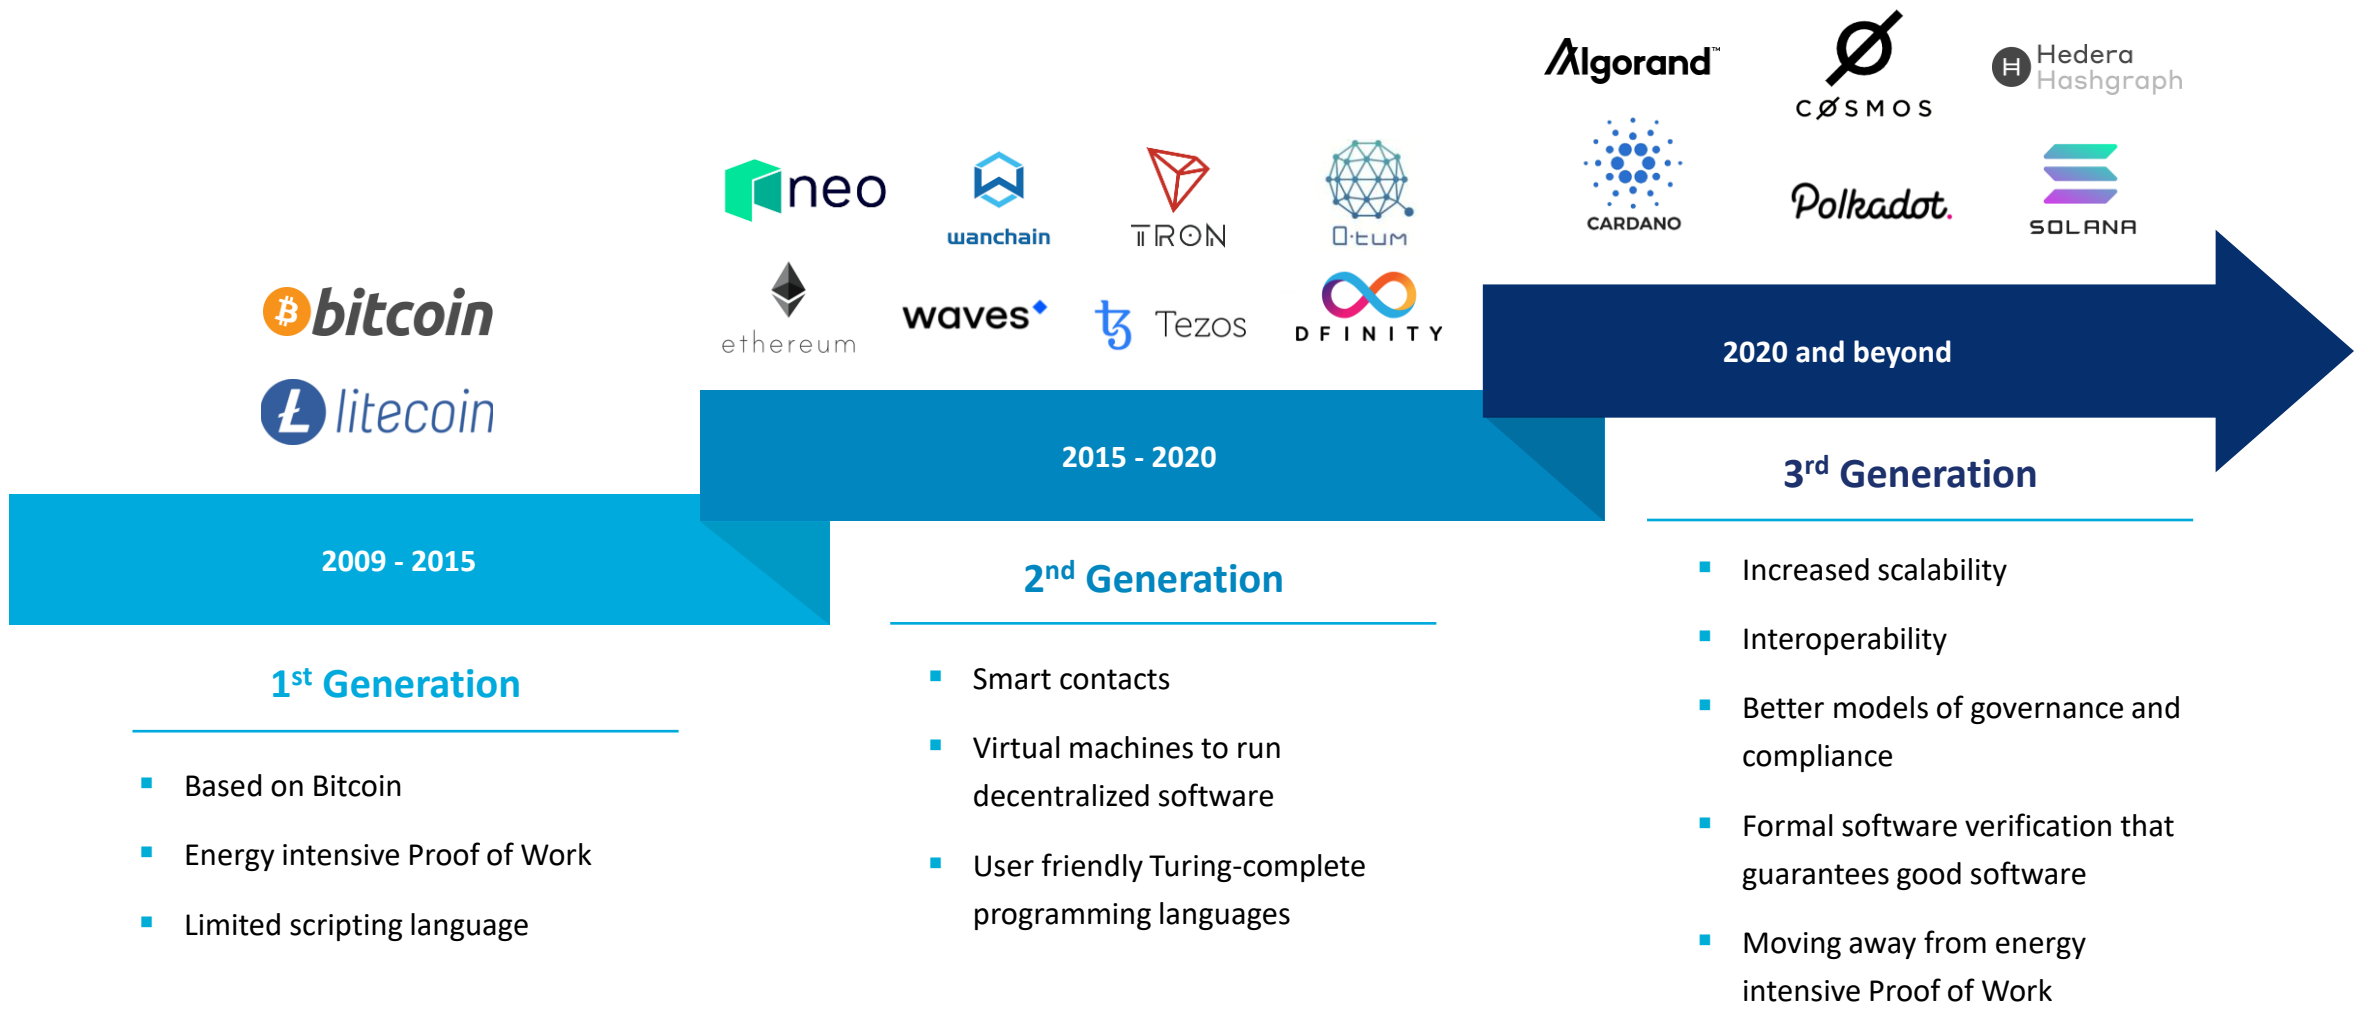 bitcoin
litecoin
2009 - 2015
1st Generation
Based on Bitcoin
Energy intensive Proof of Work
Limited scripting language
neo
wanchain
TRON
Qtum
ethereum
waves
Tezos
DFINITY
2015 - 2020
2nd Generation
Smart contacts
Virtual machines to run
decentralized software
User friendly Turing-complete
programming languages
Algorand™
COSMOS
Hedera
Hashgraph
CARDANO
Polkadot.
SOLANA
2020 and beyond
3rd Generation
Increased scalability
Interoperability
Better models of governance and
compliance
Formal software verification that
guarantees good software
Moving away from energy
intensive Proof of Work